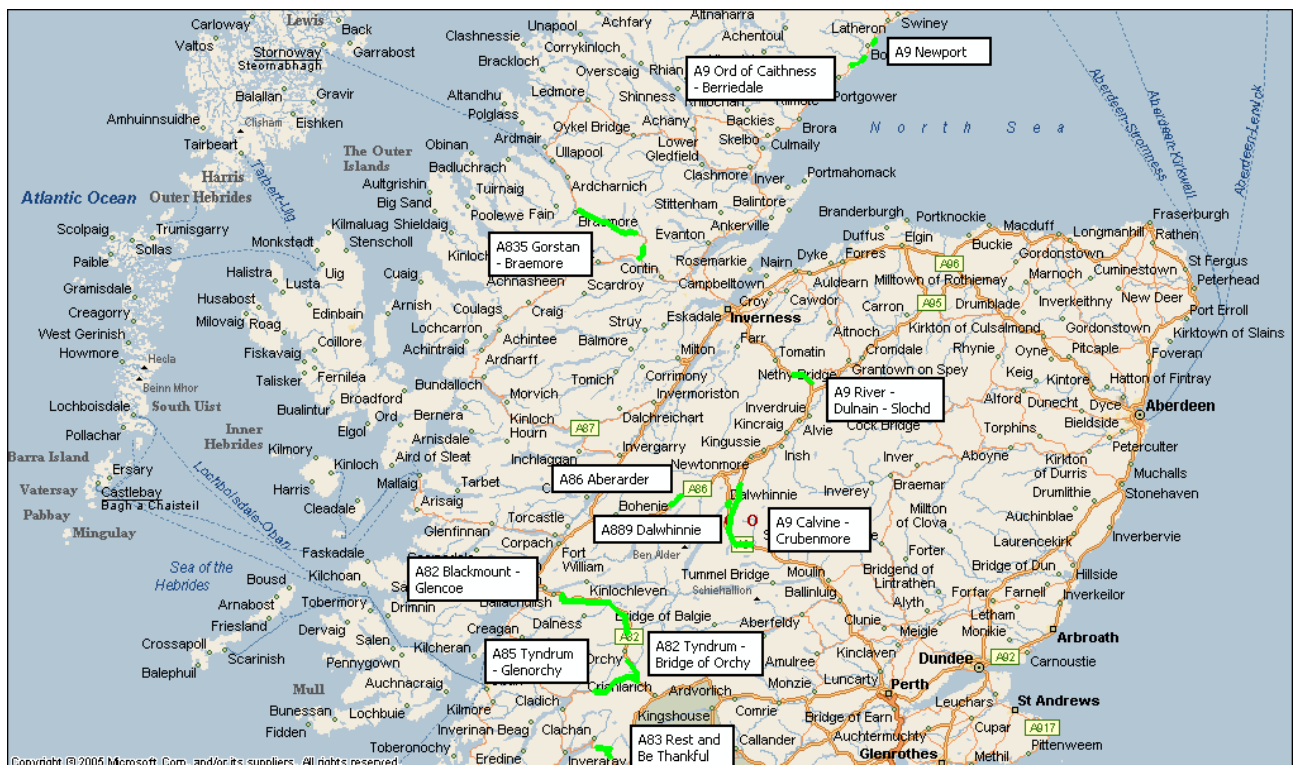 Carloway
Lewis
Back
Valtos
Garrabost
Stornoway
Steornabhagh
Balallan
Gravir
Amhuinnsuidhe
Clisham
Eishken
Tairbeart
Harris
Outer Hebrides
The Outer
Islands
Tarbert-Uig
Atlantic Ocean
Scolpaig
Trumisgarry
Sollas
Paible
Monkstadt
Kilmaluag
Shieldaig
Stenscholl
Gramisdale
Halistra
Uig
Lusta
Cuaig
Creagorry
Husabost
Edinbain
Arnish
West Gerinish
Milovaig
Roag
Howmore
Coillore
Hecla
Fiskavaig
Beinn Mhor
Talisker
Fernilea
South Uist
Broadford
Lochboisdale
Bualintur
Ord
Pollachar
Eigol
Inner
Hebrides
Kilmory
Barra Island
Kinloch
Ersary
Vatersay
Castlebay
Bagh a Chaisteil
Harris
Pabbay
Cleadale
Mingulay
Lochboisdale-Oban
Unapool
Achfary
Altnaharra
Swiney
Clashnessie
Corrykinloch
Achentoul
Latheron
Brackloch
Overscaig
A9 Newport
A9 Ord of Caithness
- Berriedale
Ledmore
Shinness
Portgower
Altandhu
Polglass
Achany
Backies
Brora
Oykel Bridge
Ardmair
Lower
Gledfield
Skelbo
Culmaily
North Sea
Obinan
Ullapool
Badluchrach
Clashmore
Inver
Portmahomack
Aultgrishin
Tuirnaig
Ardcharnich
Big Sand
Stittenham
Balintore
Poolewe
Fain
Braemore
Ankerville
Evanton
A835 Gorstan
- Braemore
Contin
Rosemarkie
Achnasheen
Scardroy
Campbelltown
Nairn
Dyke
Forres
Duffus
Elgin
Branderburgh
Portknockie
Buckie
Macduff
Longmanhill
Fraserburgh
Rathen
Gordonstown
St Fergus
A96
Marnoch
Cuminestown
Peterhead
Auldearn
Milltown of Rothiemay
New Deer
Croy
Cawdor
Carron
A95
Drumblade
Inverkeithny
Port Erroll
Coulags
Craig
Eskadale
Inverness
Kirkton of Culsalmond
Gordonstown
Kirktown of Slains
Lochcarron
Struy
Aitnoch
Achintraid
Achintee
Balmore
Farr
Cromdale
Rhynie
Oyne
Pitcaple
Foveran
Ardnarff
Milton
Tomatin
Grantown on Spey
Keig
Hatton of Fintray
Bundalloch
Tomich
Corrimony
Nethy Bridge
Kintore
Morvich
Invermoriston
A9 River -
Dulnain - Slochd
Alford
Dunecht
Dyce
Aberdeen
Bernera
Kinloch
Hourn
Dalchreichart
Inverdruie
Bieldside
Kincraig
Alvie
Cock Bridge
Torphins
Arnisdale
A87
Invergarry
Kingussie
Peterculter
Aird of Sleat
Inchlaggan
Insh
Inver
Aboyne
Kirkton
of Durris
Newtonmore
Muchalls
Mallaig
Tarbet
A86 Aberarder
A86
Dalwhinnie
Inverey
Braemar
Drumlithie
Stonehaven
Arisaig
Bohenie
Torcastle
A889 Dalwhinnie
A9 Calvine -
Crubenmore
Millton
of Clova
Auchinblae
Glenfinnan
Corpach
Ben Alder
Laurencekirk
Inverbervie
Faskadale
Fort
William
Forter
Sea of the
Hebrides
Kilchoan
A82 Blackmount -
Glencoe
Tummel Bridge
Moulin
Bridgend of
Lintrathen
Bridge of Dun
Hillside
Bousd
Tobermory
Kinlochleven
Schiehallion
Ballinluig
Forfar
Farnell
Inverkeilor
Arnabost
Drimnin
Ballachulish
Alyth
Friesland
Dervaig
Dalness
Bridge of Balgie
Aberfeldy
Clunie
Letham
Crossapoll
Salen
Creagan
A82
Meigle
Monikie
Arbroath
Scarinish
Kilcheran
A85 Tyndrum
- Glenorchy
Orchy
A82 Tyndrum -
Bridge of Orchy
Kinclaven
Balephuil
Pennygown
Amulree
Dundee
A92
Carnoustie
Auchnacraig
Crianlarich
Ardvorlich
Monzie
Luncarty
Mull
Perth
Leuchars
St Andrews
Bunessan
Lochbuie
Kilmore
Cladich
Kingshouse
Comrie
Bridge of Earn
Fidden
Inverinan Beag
Clachan
A83 Rest and
Be Thankful
Callander
Auchtermuchty
Cupar
A917
Toberonochy
Pittenweem
Eredine
Inveraray
Glenrothes
Methil
Aberdeen-Stromness
Aberdeen-Kirkwall
Aberdeen-Lerwick
Copyright © 2005 Microsoft Corp. and/or its suppliers. All rights reserved.